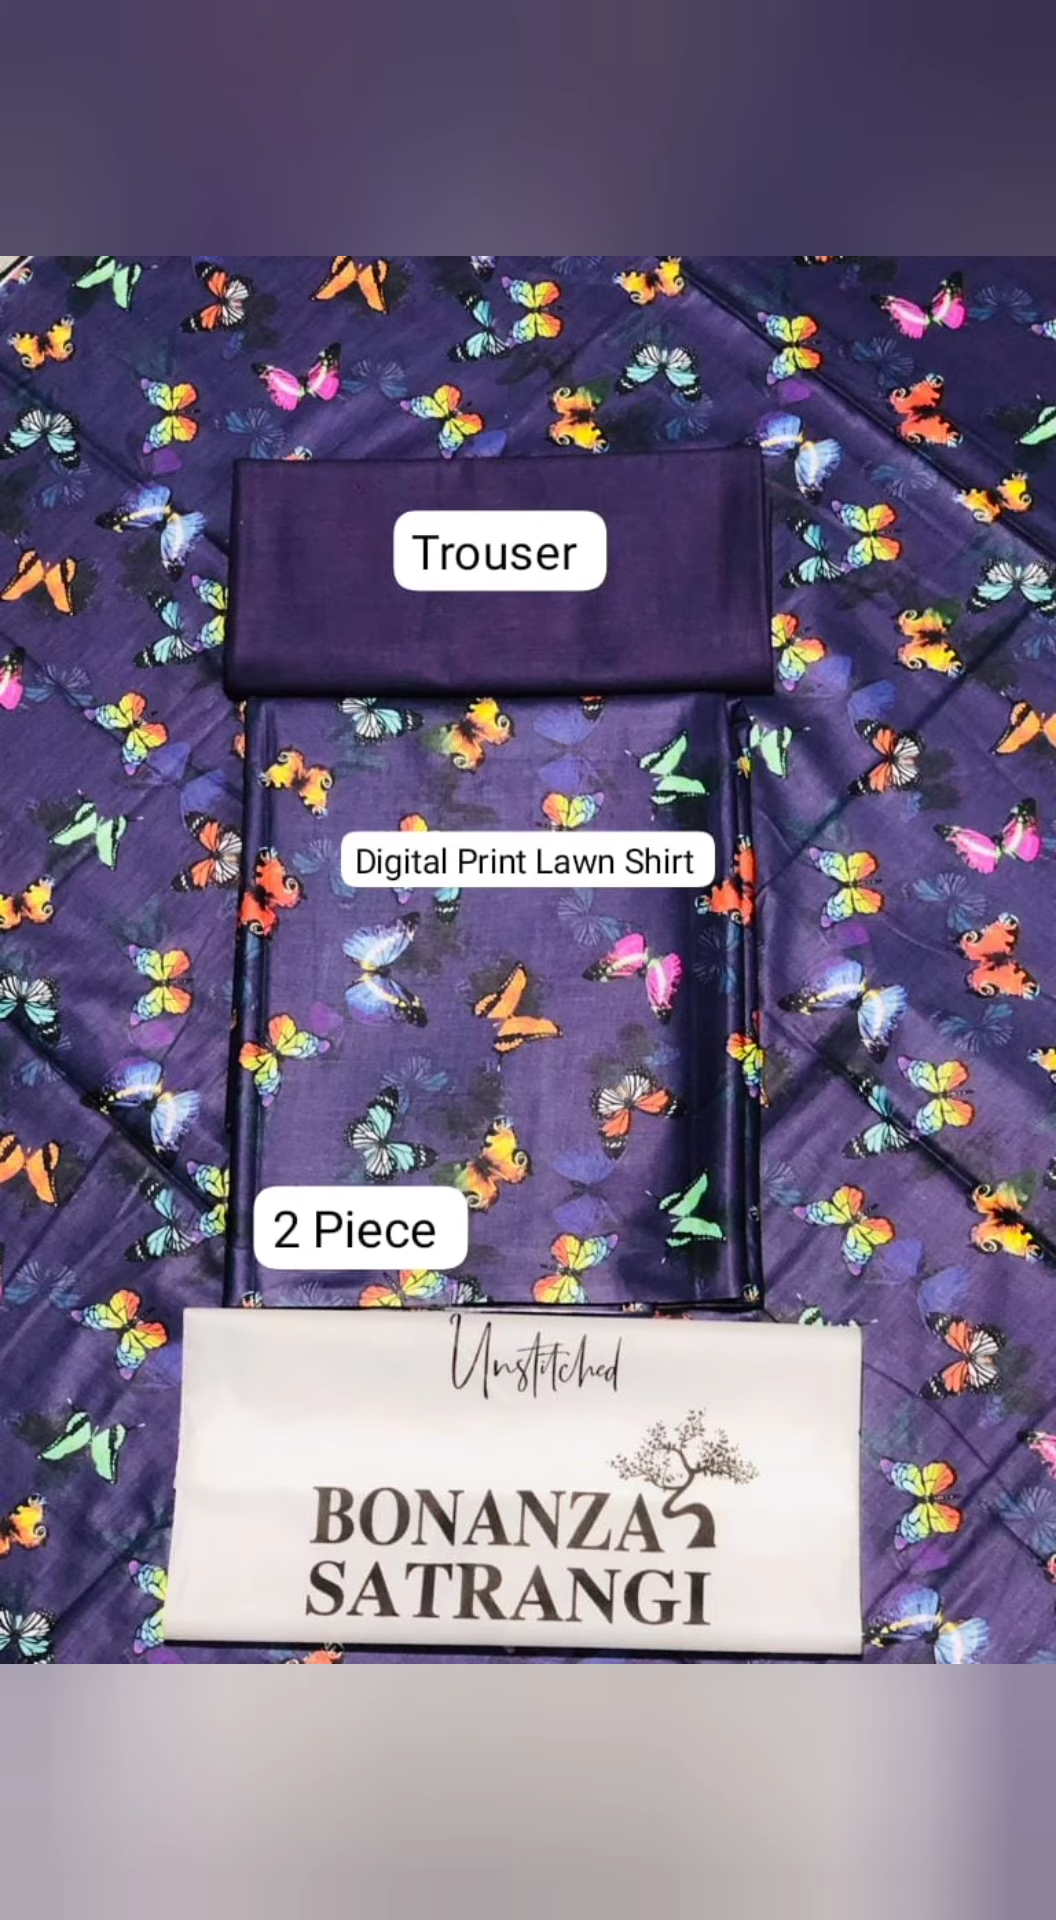 Trouser
Digital Print Lawn Shirt
2 Piece
Unstitched
BONANZA
SATRANGI